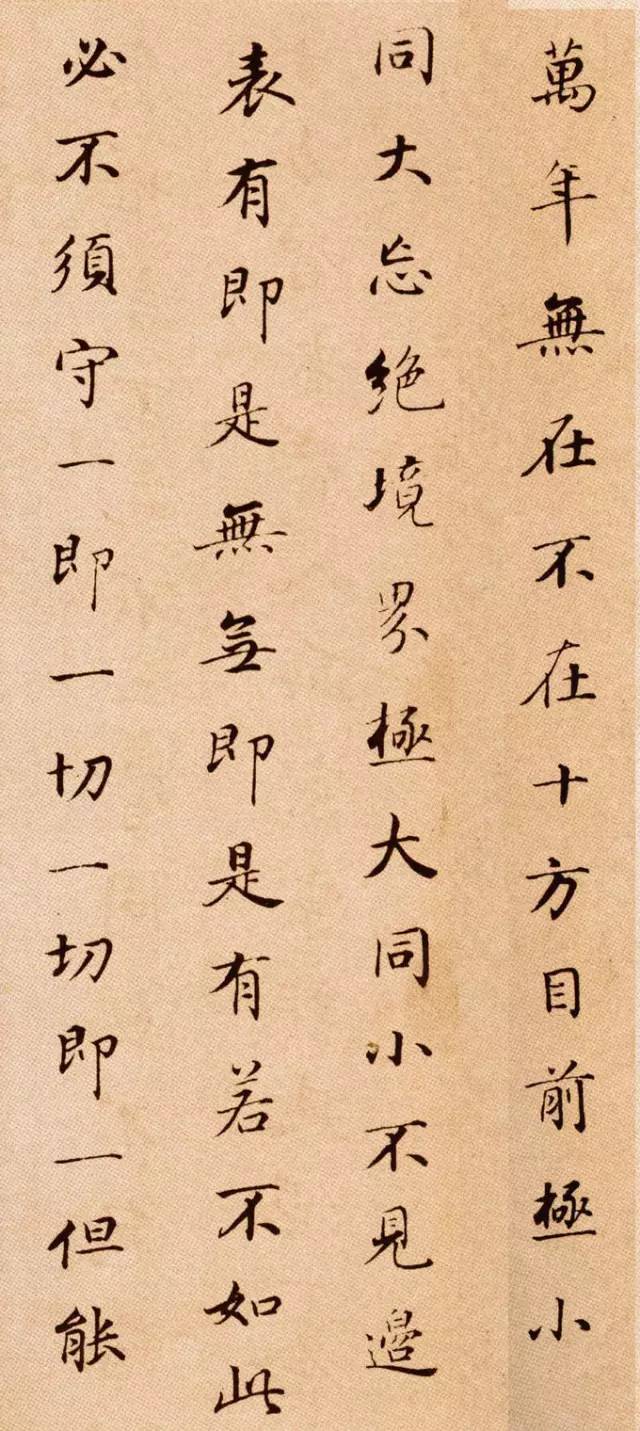 萬年無在不在十方目前極小
同大忘絶境界極大同小不見邊
表有即是無無即是有若不如此
必不須守一即一切一切即一但能